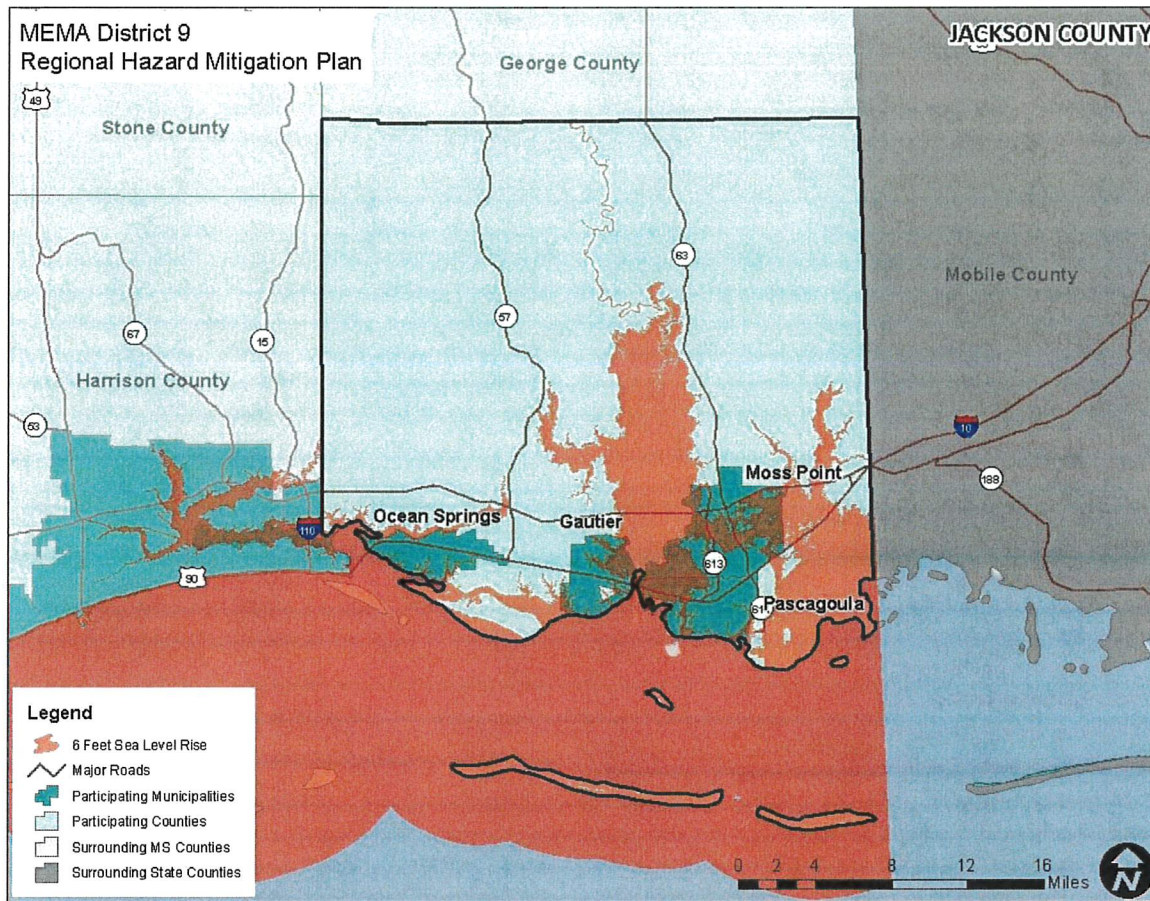 MEMA District 9
Regional Hazard Mitigation Plan
JACKSON COUNTY
George County
49
Stone County
63
Mobile County
57
67
15
Harrison County
53
10
Moss Point
188
Ocean Springs
Gautier
110
613
90
61
Pascagoula
Legend
6 Feet Sea Level Rise
Major Roads
Participating Municipalities
Participating Counties
Surrounding MS Counties
Surrounding State Counties
0 2 4 8 12 16
Miles
N